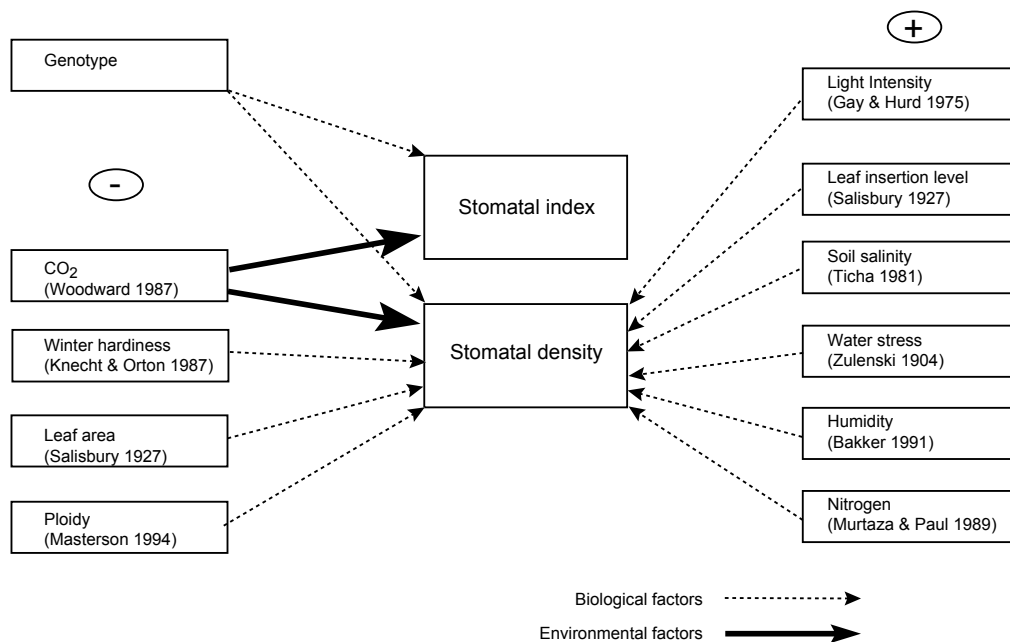 Genotype
-
CO2
(Woodward 1987)
Winter hardiness
(Knecht & Orton 1987)
Leaf area
(Salisbury 1927)
Ploidy
(Masterson 1994)
Stomatal index
Stomatal density
+
Light Intensity
(Gay & Hurd 1975)
Leaf insertion level
(Salisbury 1927)
Soil salinity
(Ticha 1981)
Water stress
(Zulenski 1904)
Humidity
(Bakker 1991)
Nitrogen
(Murtaza & Paul 1989)
Biological factors
Environmental factors